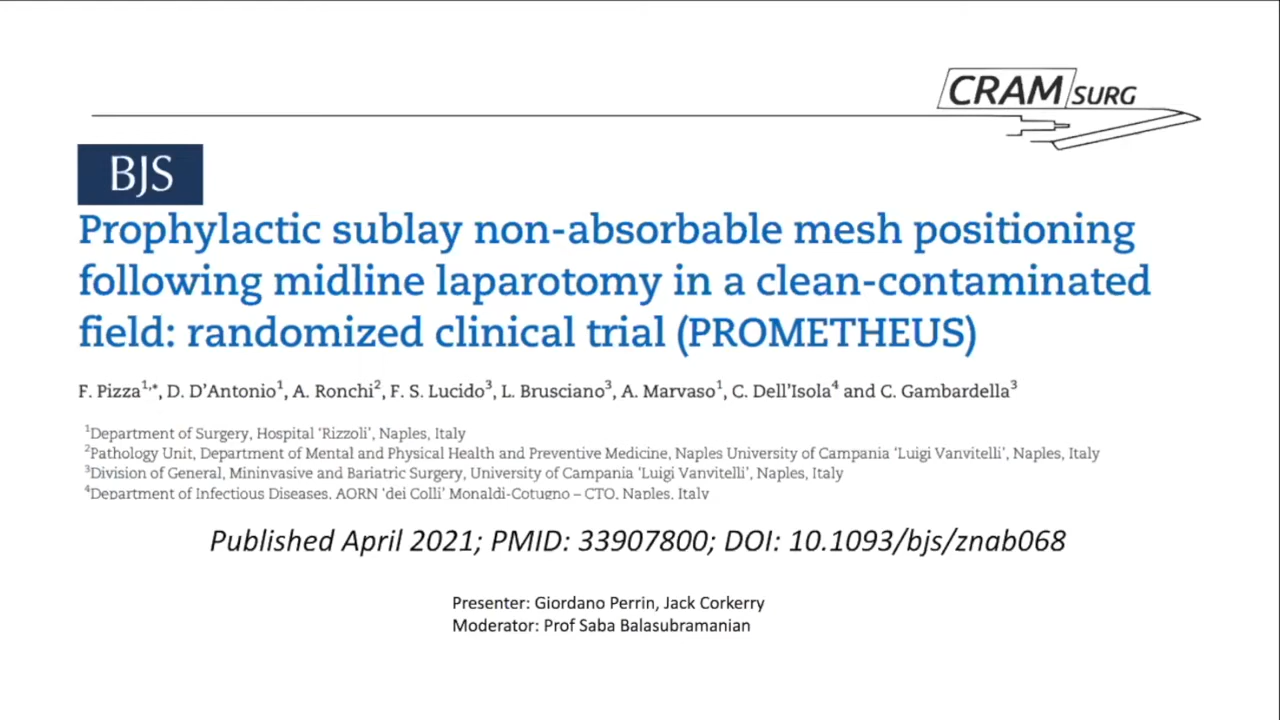 CRAM SURG
BJS
Prophylactic sublay non-absorbable mesh positioning
following midline laparotomy in a clean-contaminated
field: randomized clinical trial (PROMETHEUS)
F. Pizza1,*, D. D'Antonio1, A. Ronchi2, F. S. Lucido3, L. Brusciano3, A. Marvaso1, C. Dell'Isola4 and C. Gambardella3
1Department of Surgery, Hospital 'Rizzoli', Naples, Italy
2Pathology Unit, Department of Mental and Physical Health and Preventive Medicine, Naples University of Campania 'Luigi Vanvitelli', Naples, Italy
3Division of General, Mininvasive and Bariatric Surgery, University of Campania 'Luigi Vanvitelli', Naples, Italy
4Department of Infectious Diseases, AORN 'dei Colli' Monaldi-Cotugno – CTO, Naples, Italy
Published April 2021; PMID: 33907800; DOI: 10.1093/bjs/znab068
Presenter: Giordano Perrin, Jack Corkerry
Moderator: Prof Saba Balasubramanian